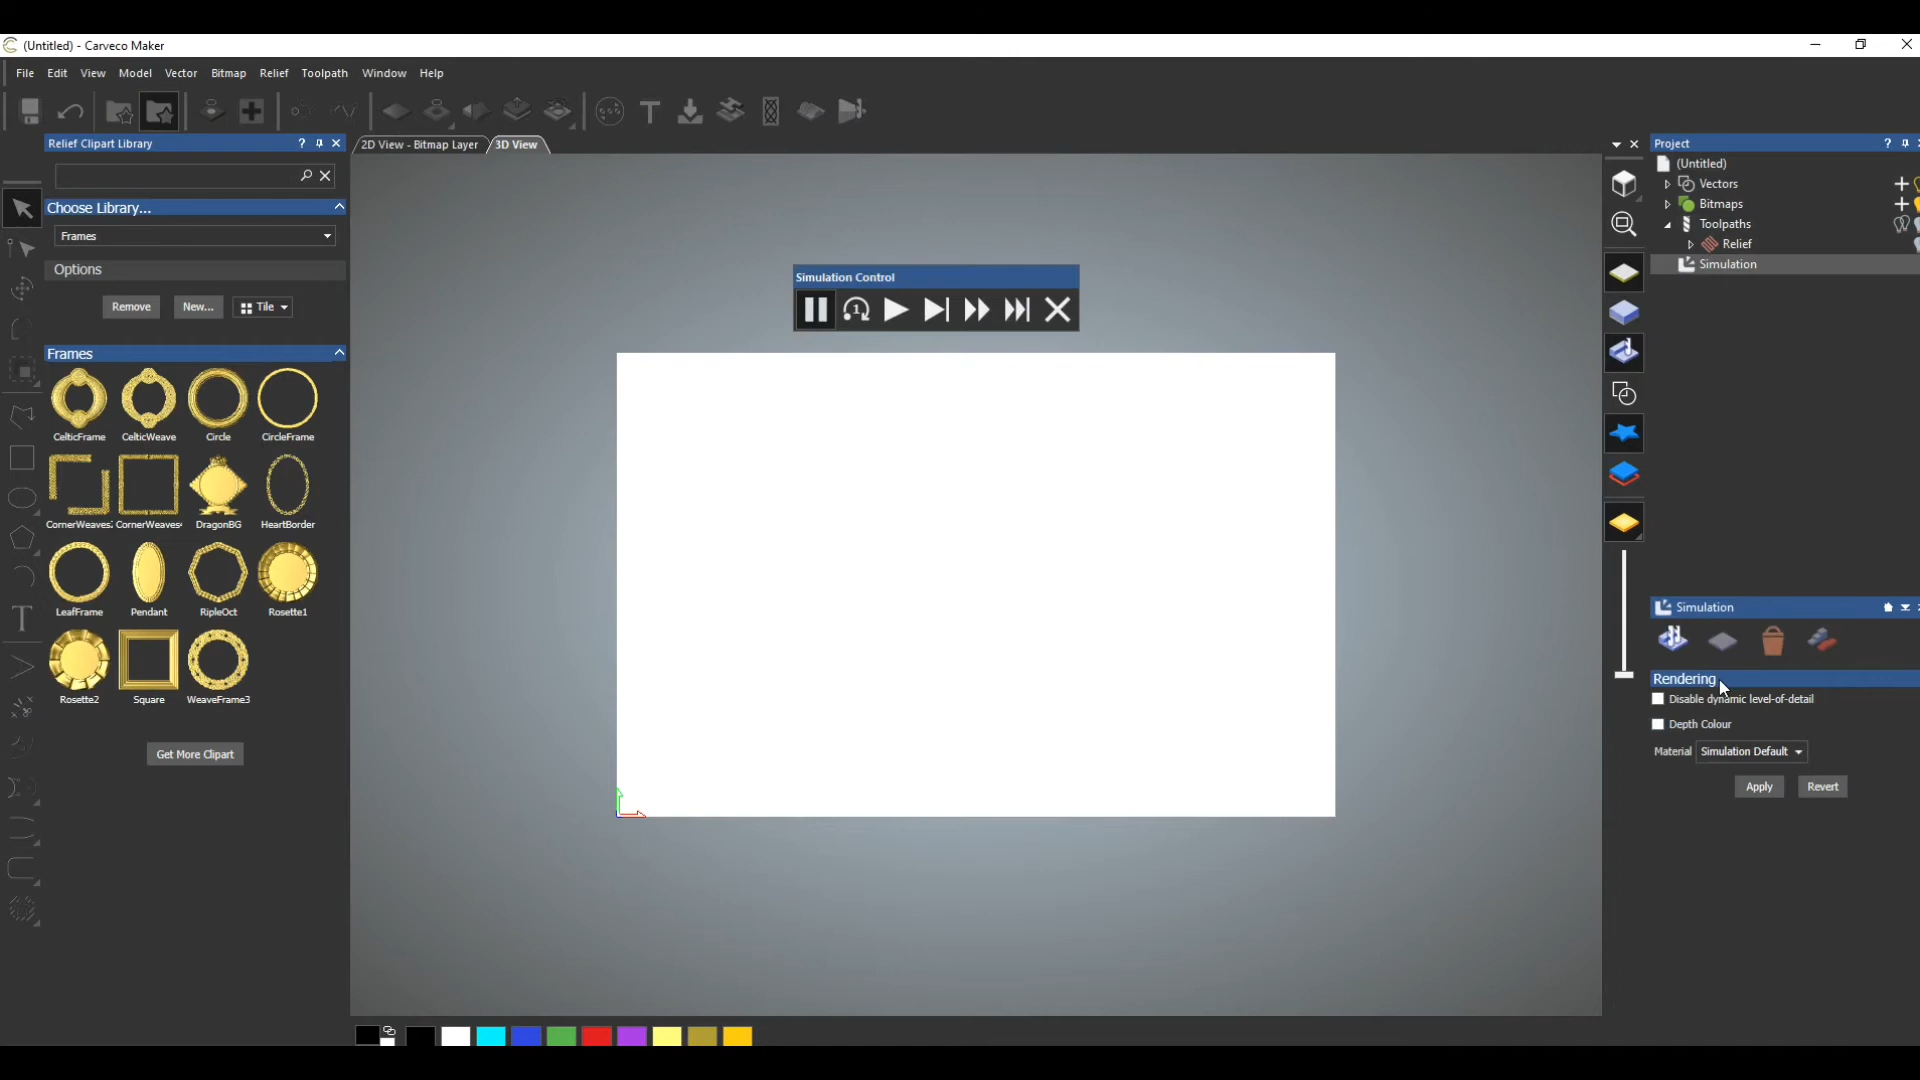 (Untitled) - Carveco Maker
File Edit View Model Vector Bitmap Relief Toolpath Window Help
Relief Clipart Library
2D View - Bitmap Layer
3D View
Choose Library...
Frames
Options
Remove New... Tile
Frames
CelticFrame CelticWeave Circle CircleFrame
CornerWeaves CornerWeaves DragonBG HeartBorder
LeafFrame Pendant RipleOct Rosette1
Rosette2 Square WeaveFrame3
Get More Clipart
Simulation Control
1
T
T
Project
(Untitled)
Vectors
Bitmaps
Toolpaths
Relief
Simulation
Simulation
Rendering
Disable dynamic level-of-detail
Depth Colour
Material Simulation Default
Apply Revert